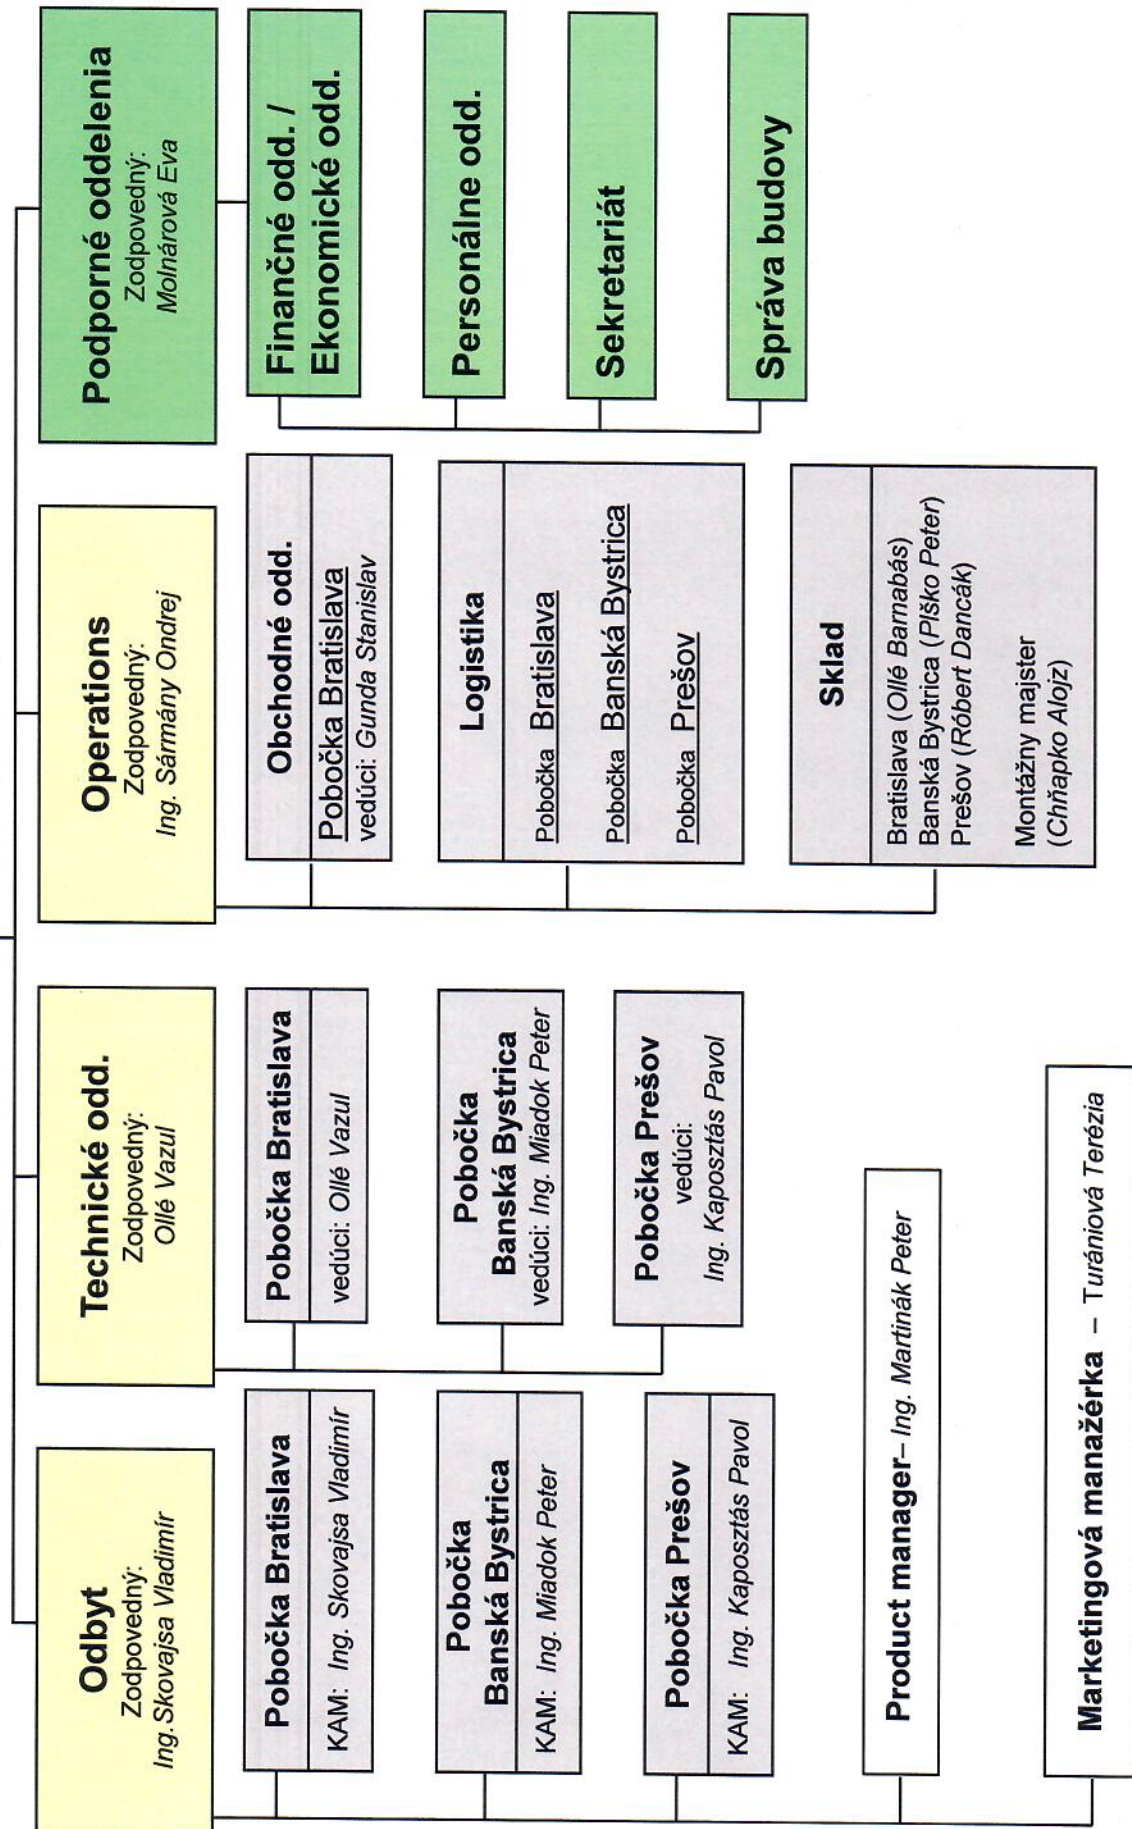 Odbyt
Zodpovedný:
Ing.Skovajsa Vladimír
Pobočka Bratislava
KAM: Ing. Skovajsa Vladimír
Pobočka
Banská Bystrica
KAM: Ing. Miadok Peter
Pobočka Prešov
KAM: Ing. Kaposztás Pavol
Product manager– Ing. Martinák Peter
Marketingová manažérka – Turániová Terézia
Technické odd.
Zodpovedný:
Ollé Vazul
Pobočka Bratislava
vedúci: Ollé Vazul
Pobočka
Banská Bystrica
vedúci: Ing. Miadok Peter
Pobočka Prešov
vedúci:
Ing. Kaposztás Pavol
Operations
Zodpovedný:
Ing. Sármány Ondrej
Obchodné odd.
Pobočka Bratislava
vedúci: Gunda Stanislav
Logistika
Pobočka Bratislava
Pobočka Banská Bystrica
Pobočka Prešov
Sklad
Bratislava (Ollé Barnabás)
Banská Bystrica (Plško Peter)
Prešov (Róbert Dancák)
Montážny majster
(Chňapko Alojz)
Podporné oddelenia
Zodpovedný:
Molnárová Eva
Finančné odd. /
Ekonomické odd.
Personálne odd.
Sekretariát
Správa budovy